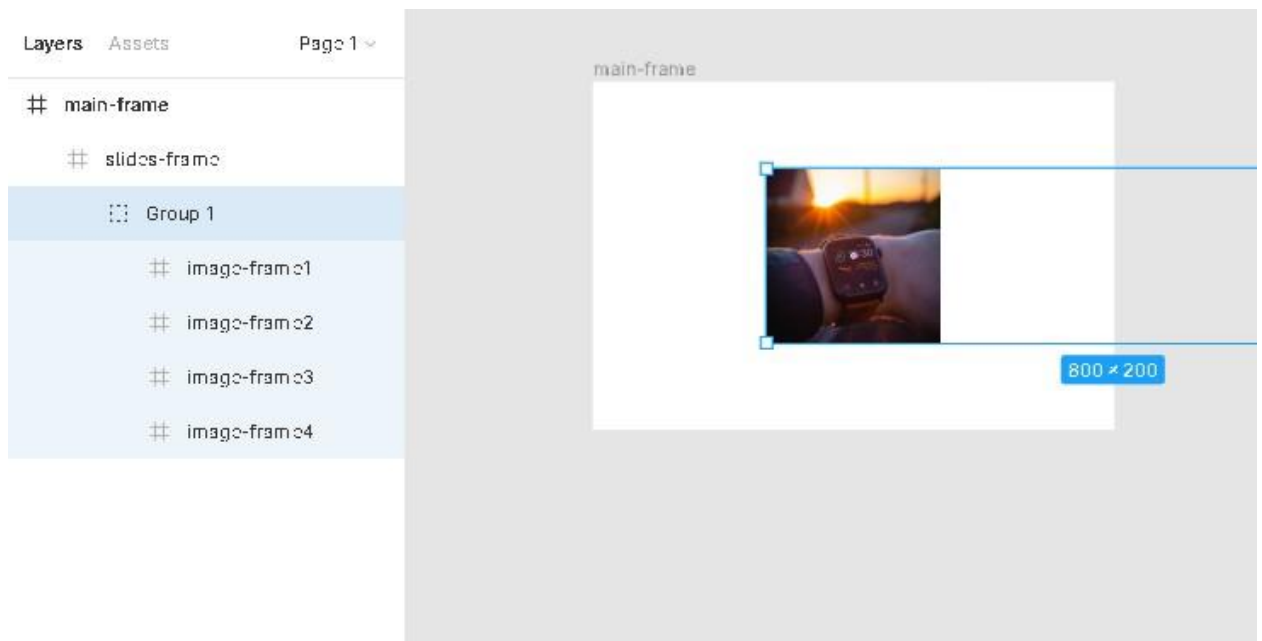 Layers Assets Page 1
main-frame
slides-frame
Group 1
image-frame1
image-frame2
image-frame3
image-frame4
main-frame
800 × 200